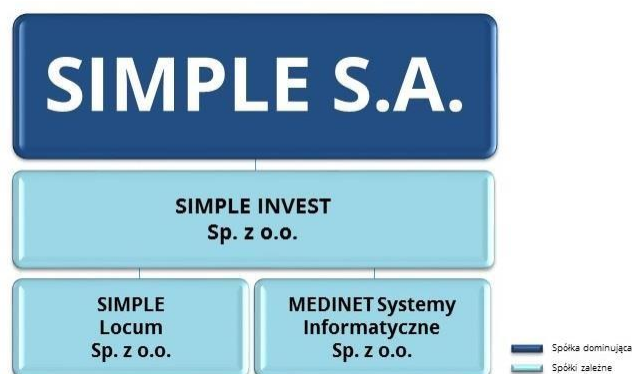 SIMPLE S.A.
SIMPLE INVEST
Sp. z o.o.
SIMPLE
Locum
Sp. z o.o.
MEDINET Systemy
Informatyczne
Sp. z o.o.
Spółka dominująca
Spółki zależne